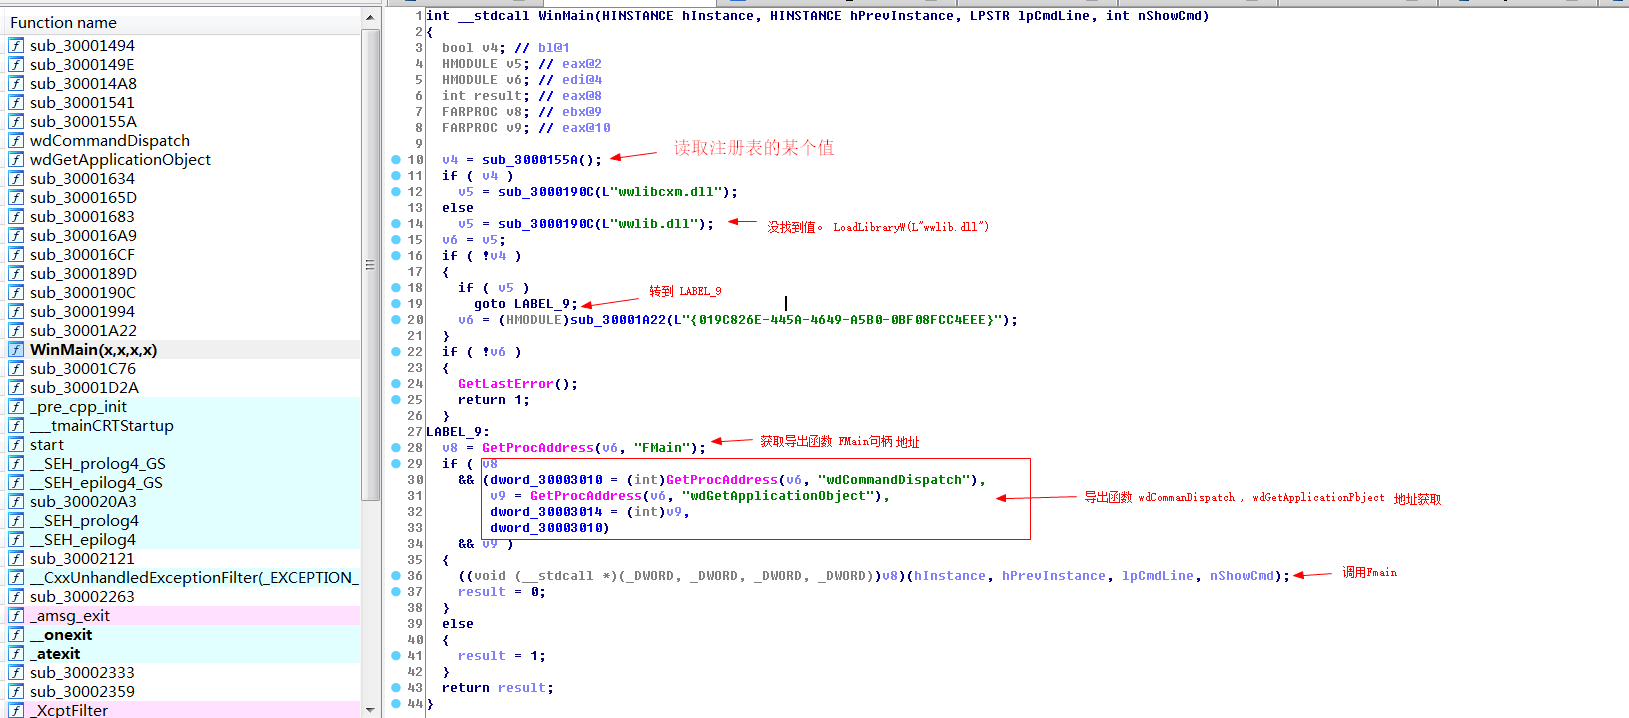 Function name
sub_30001494
sub_3000149E
sub_300014A8
sub_30001541
sub_3000155A
wdCommandDispatch
wdGetApplicationObject
sub_30001634
sub_3000165D
sub_30001683
sub_300016A9
sub_300016CF
sub_3000189D
sub_3000190C
sub_30001994
sub_30001A22
WinMain(x,x,x,x)
sub_30001C76
sub_30001D2A
_pre_cpp_init
___tmainCRTStartup
start
__SEH_prolog4_GS
__SEH_epilog4_GS
sub_300020A3
__SEH_prolog4
__SEH_epilog4
sub_30002121
__CxxUnhandledExceptionFilter(_EXCEPTION_
sub_30002263
_amsg_exit
__onexit
_atexit
sub_30002333
sub_30002359
_XcptFilter
1 int __stdcall WinMain(HINSTANCE hInstance, HINSTANCE hPrevInstance, LPSTR lpCmdLine, int nShowCmd)
2 {
3 bool v4; // bl@1
4 HMODULE v5; // eax@2
5 HMODULE v6; // edi@4
6 int result; // eax@8
7 FARPROC v8; // ebx@9
8 FARPROC v9; // eax@10
9
10 v4 = sub_3000155A(); 读取注册表的某个值
11 if ( v4 )
12 v5 = sub_3000190C(L"wwlibcxm.dll");
13 else
14 v5 = sub_3000190C(L"wwlib.dll"); 没找到值。 LoadLibraryW(L"wwlib.dll")
15 v6 = v5;
16 if ( !v4 )
17 {
18 if ( v5 )
19 goto LABEL_9; 转到 LABEL_9
20 v6 = (HMODULE)sub_30001A22(L"{019C826E-445A-4649-A5B0-0BF08FCC4EEE}");
21 }
22 if ( !v6 )
23 {
24 GetLastError();
25 return 1;
26 }
27 LABEL_9:
28 v8 = GetProcAddress(v6, "FMain"); 获取导出函数 FMain句柄 地址
29 if ( v8
30 && (dword_30003010 = (int)GetProcAddress(v6, "wdCommandDispatch"),
31 v9 = GetProcAddress(v6, "wdGetApplicationObject"), 导出函数 wdCommanDispatch , wdGetApplicationPbject 地址获取
32 dword_30003014 = (int)v9,
33 dword_30003010)
34 && v9 )
35 {
36 ((void (__stdcall *)(_DWORD, _DWORD, _DWORD, _DWORD))v8)(hInstance, hPrevInstance, lpCmdLine, nShowCmd); 调用Fmain
37 result = 0;
38 }
39 else
40 {
41 result = 1;
42 }
43 return result;
44 }